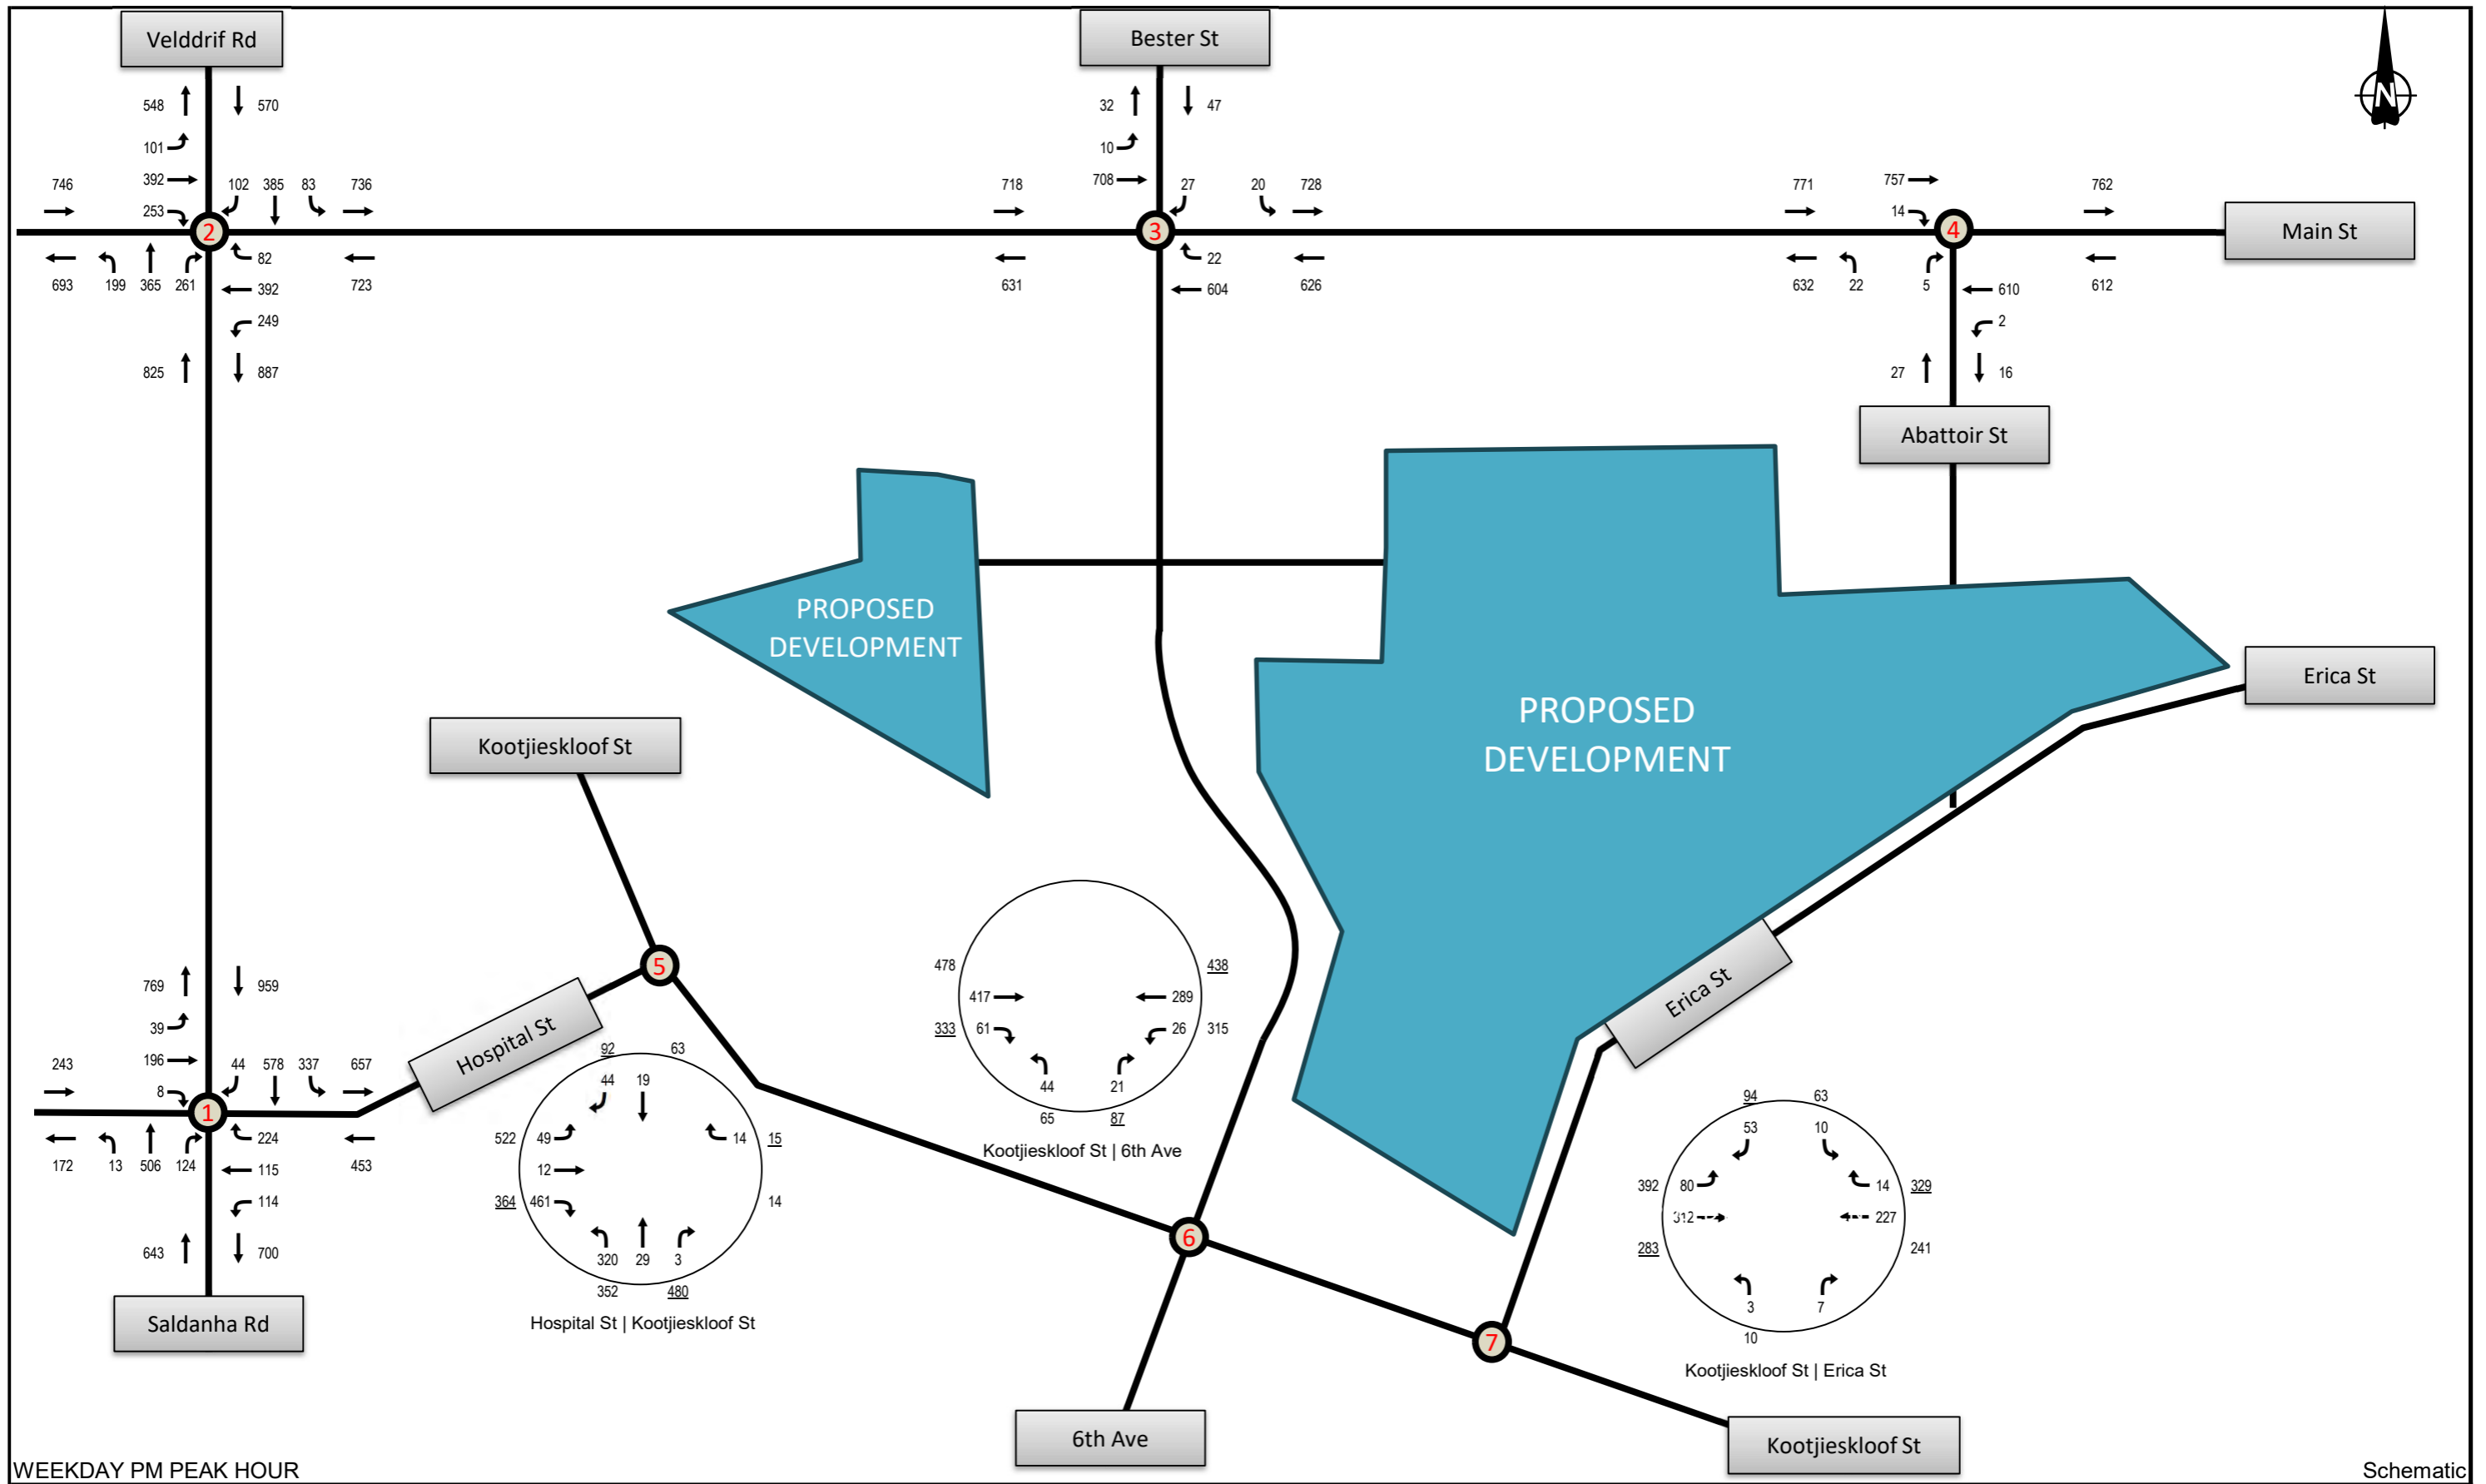 Velddrif Rd
Bester St
N
548 570
32 47
101
10
746 392 102 385 83 736
718 708 27 20 728
771 757 762
253
14
2
3
4
Main St
82
22
693 199 365 261 392 723
631 604 626
632 22 5 610 612
249
2
825 887
27 16
Abattoir St
PROPOSED
DEVELOPMENT
Erica St
PROPOSED
DEVELOPMENT
Kootjieskloof St
5
478 438
417 289
333 61 26 315
44 21
65 87
Kootjieskloof St | 6th Ave
Erica St
769 959
39
243 196 44 578 337 657
8
1
224
172 13 506 124 115 453
114
643 700
Saldanha Rd
Hospital St
92 63
44 19
522 49 14 15
12
364 461 14
320 29 3
352 480
Hospital St | Kootjieskloof St
94 63
53 10
392 80 14 329
312 227
283 241
3 7
10
Kootjieskloof St | Erica St
6
7
6th Ave
Kootjieskloof St
WEEKDAY PM PEAK HOUR
Schematic